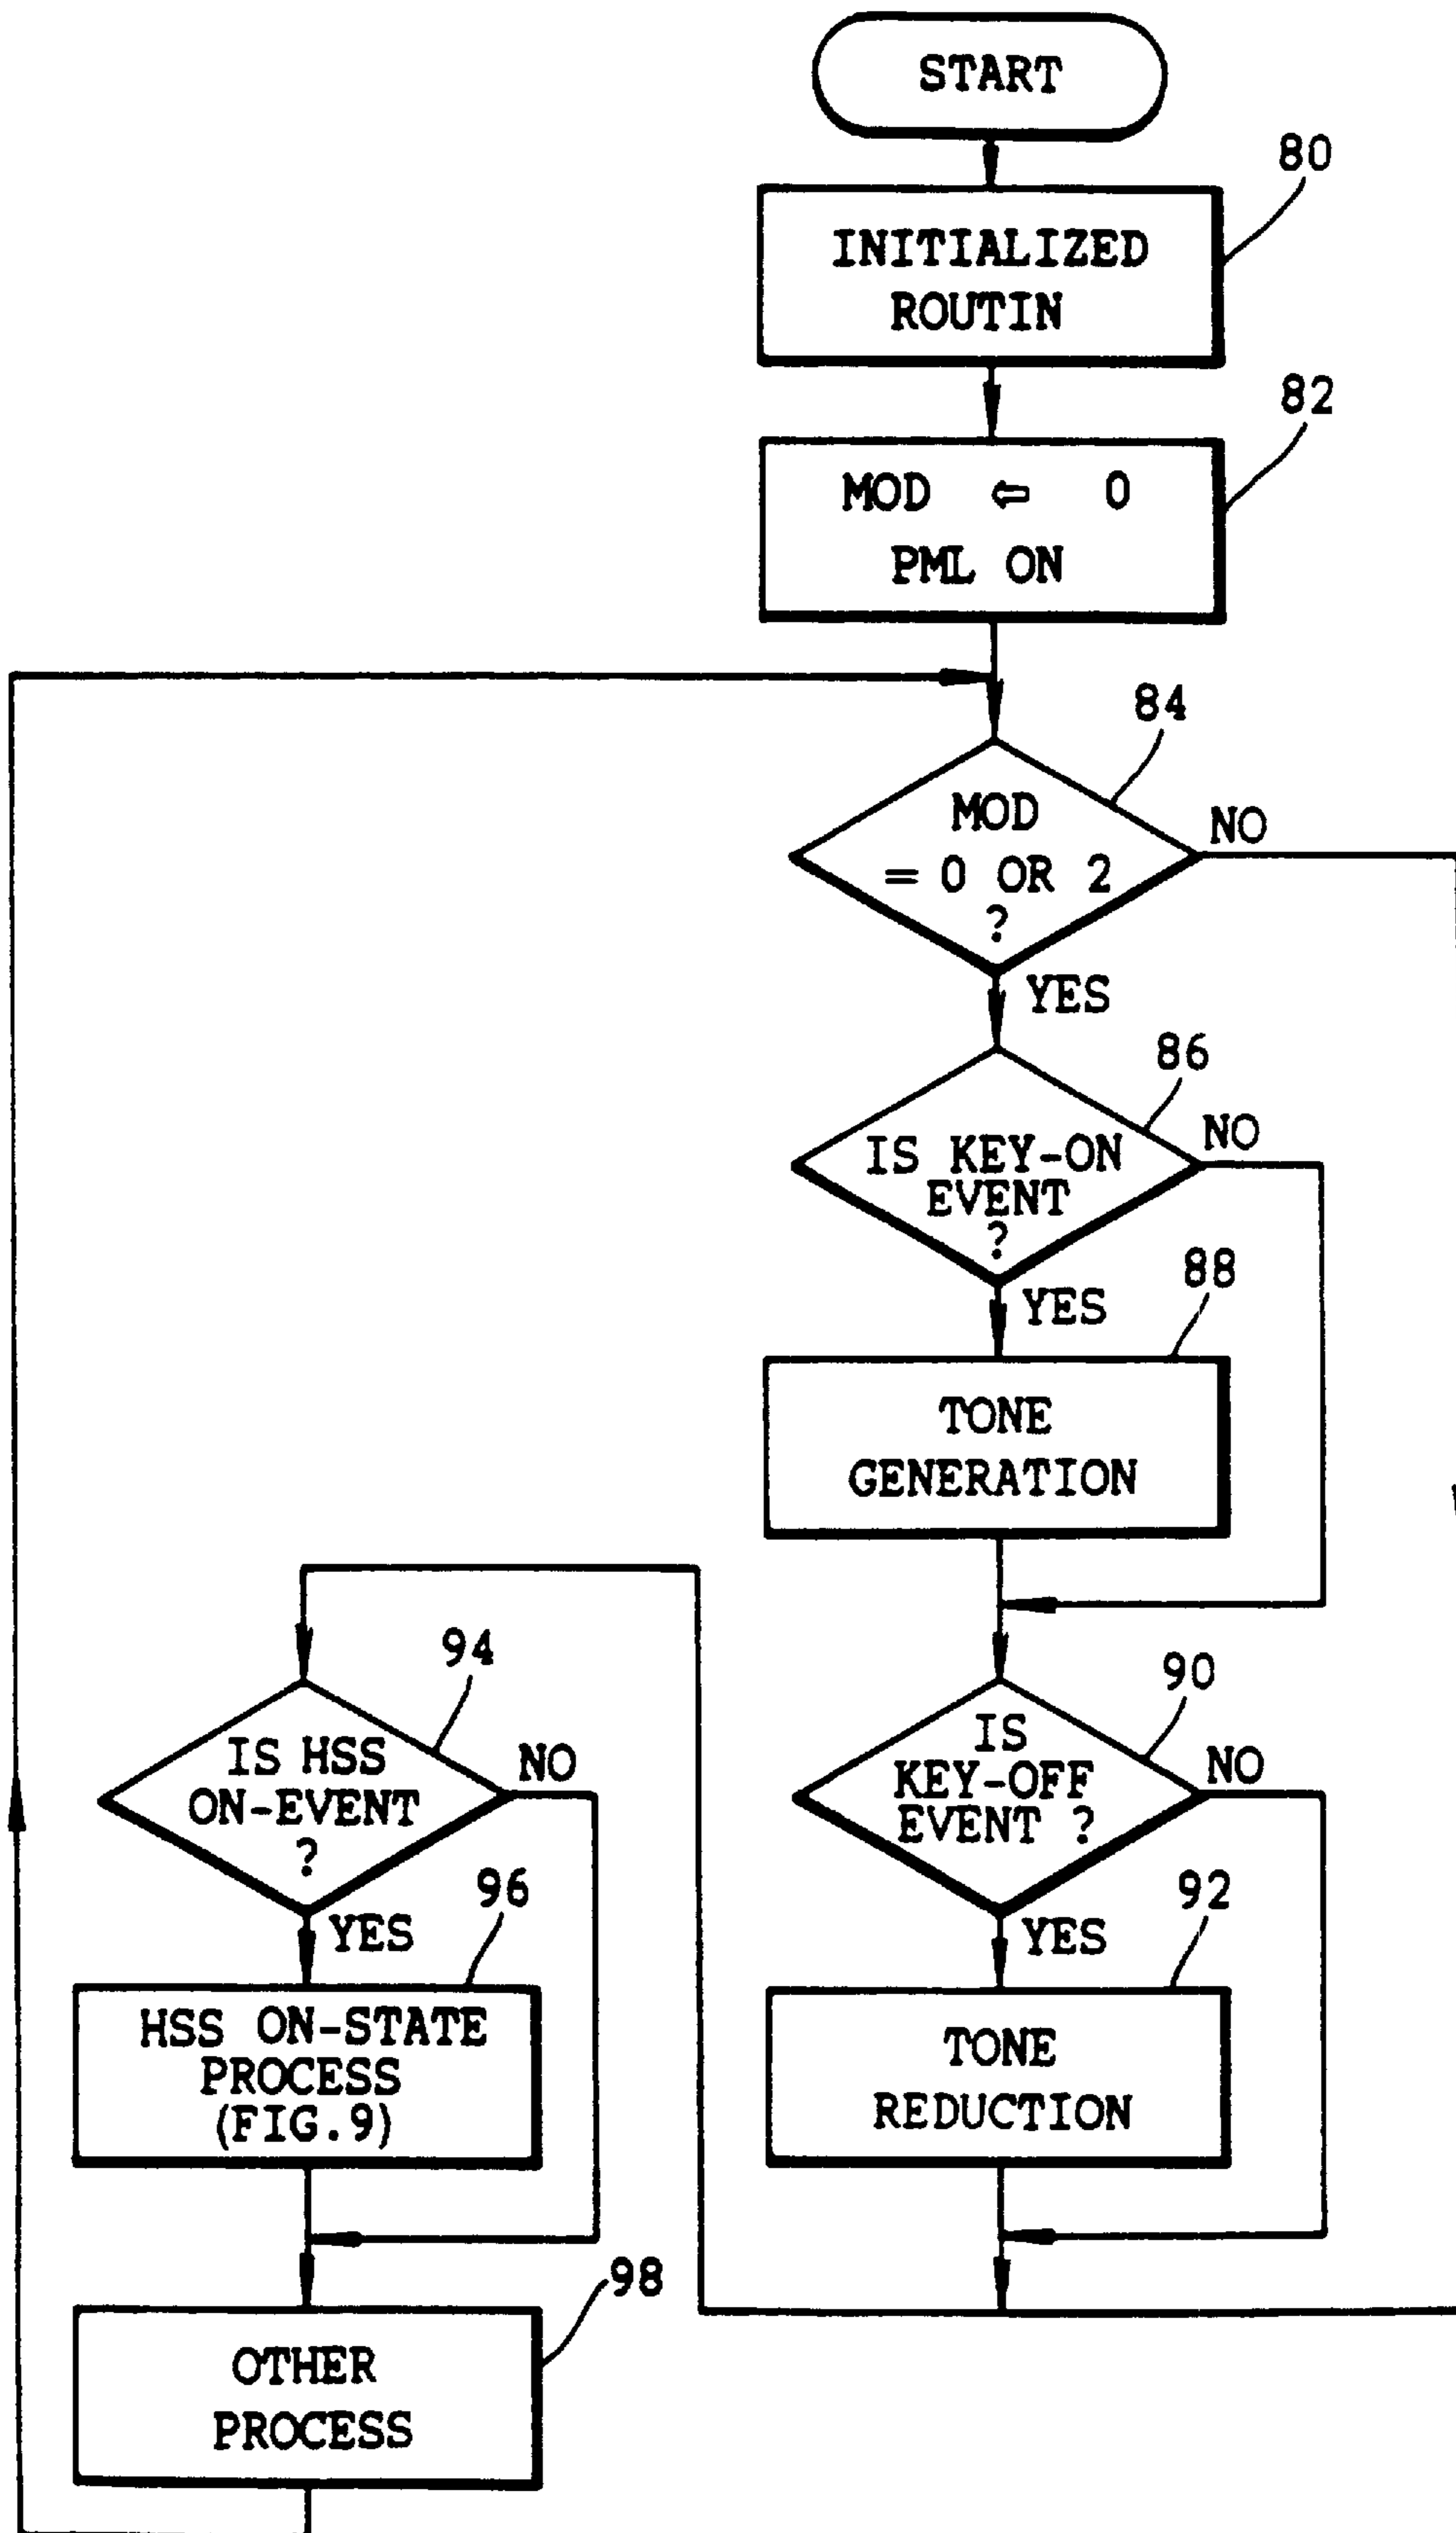 START
80
INITIALIZED
ROUTIN
82
MOD ⇐ 0
PML ON
84
MOD
= 0 OR 2
?
NO
YES
86
IS KEY-ON
EVENT
?
NO
YES
88
TONE
GENERATION
90
IS
KEY-OFF
EVENT ?
NO
YES
92
TONE
REDUCTION
94
IS HSS
ON-EVENT
?
NO
YES
96
HSS ON-STATE
PROCESS
(FIG.9)
98
OTHER
PROCESS